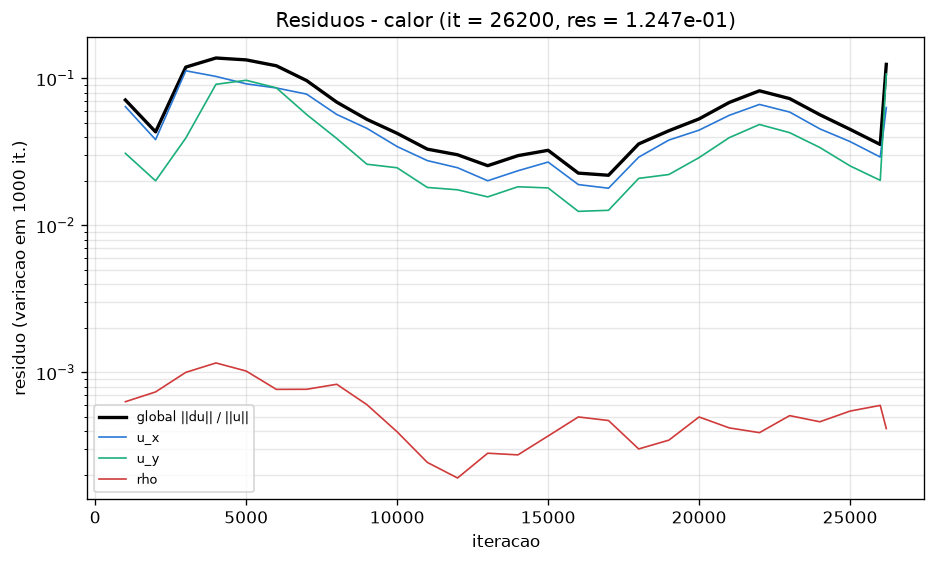 Residuos - calor (it = 26200, res = 1.247e-01)
residuo (variacao em 1000 it.)
10^-1
10^-2
10^-3
global ||du|| / ||u||
u_x
u_y
rho
0 5000 10000 15000 20000 25000
iteracao